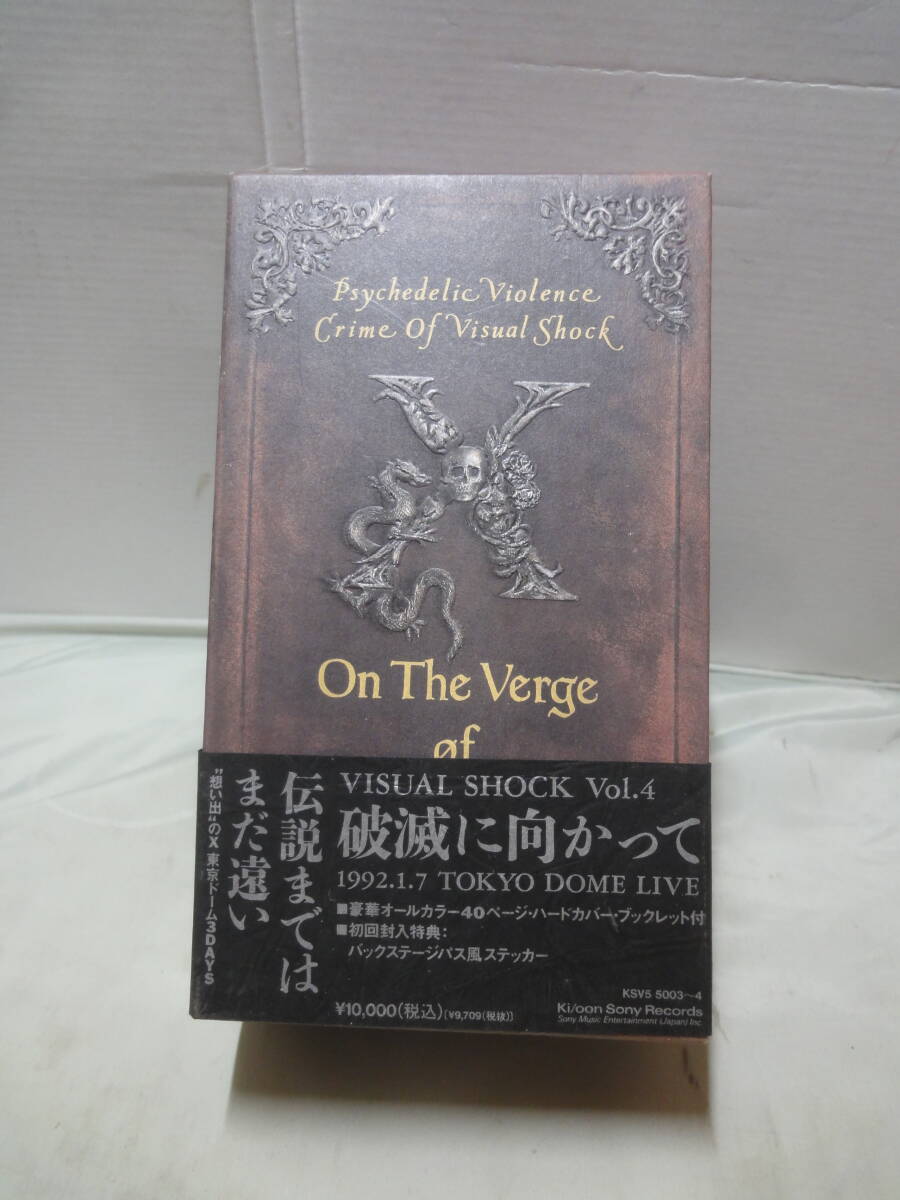 Psychedelic Violence
Crime Of Visual Shock
X
On The Verge
øf
VISUAL SHOCK Vol.4
破滅に向かって
1992.1.7 TOKYO DOME LIVE
■豪華オールカラー40ページ・ハードカバー・ブックレット付
■初回封入特典:
バックステージパス風ステッカー
伝説までは
まだ遠い
"想い出"のX 東京ドーム3DAYS
¥10,000(税込)[¥9,709(税抜)]
KSV5 5003~4
Ki/oon Sony Records
Sony Music Entertainment (Japan) Inc.